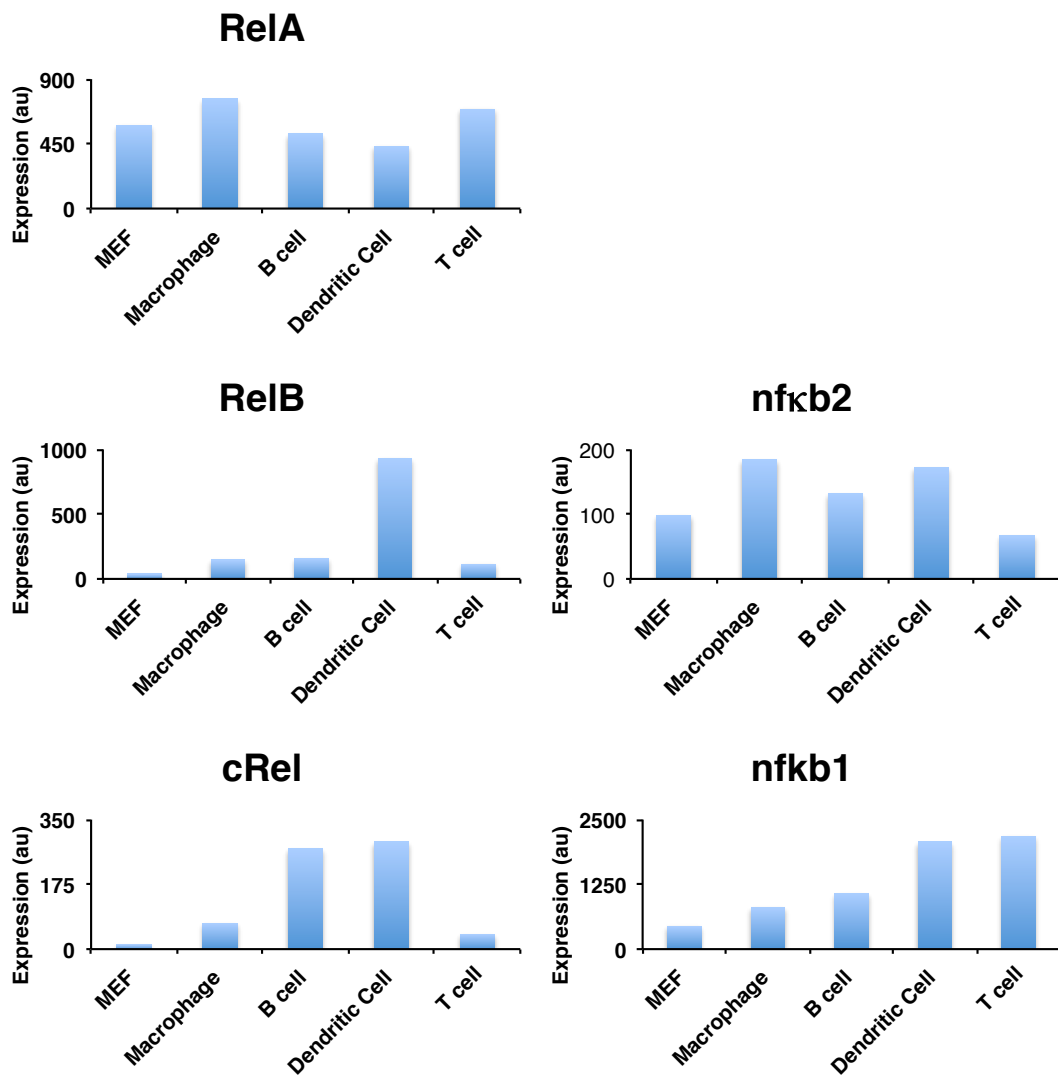 RelA
Expression (au)
900
450
0
MEF
Macrophage
B cell
Dendritic Cell
T cell
RelB
Expression (au)
1000
500
0
MEF
Macrophage
B cell
Dendritic Cell
T cell
nfκb2
Expression (au)
200
100
0
MEF
Macrophage
B cell
Dendritic Cell
T cell
cRel
Expression (au)
350
175
0
MEF
Macrophage
B cell
Dendritic Cell
T cell
nfkb1
Expression (au)
2500
1250
0
MEF
Macrophage
B cell
Dendritic Cell
T cell